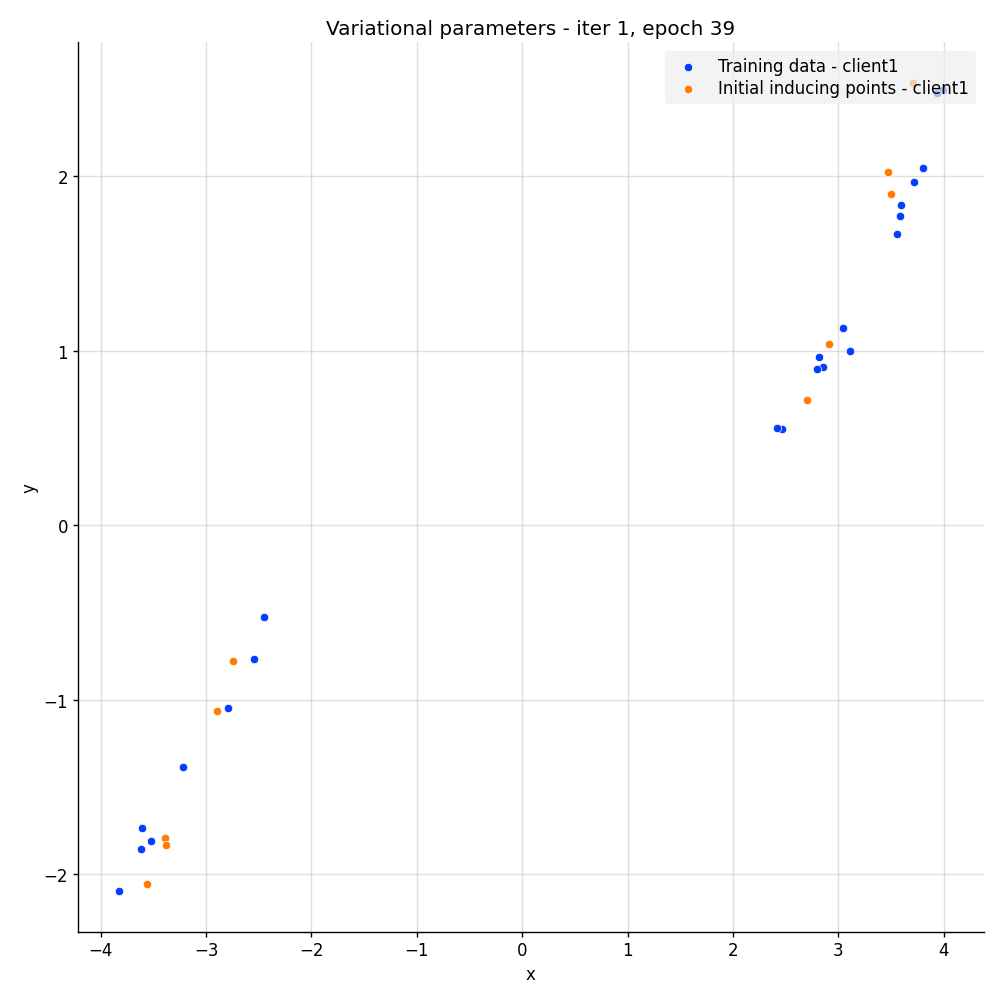 Variational parameters - iter 1, epoch 39
Training data - client1
Initial inducing points - client1
2
1
0
−1
−2
y
−4 −3 −2 −1 0 1 2 3 4
x